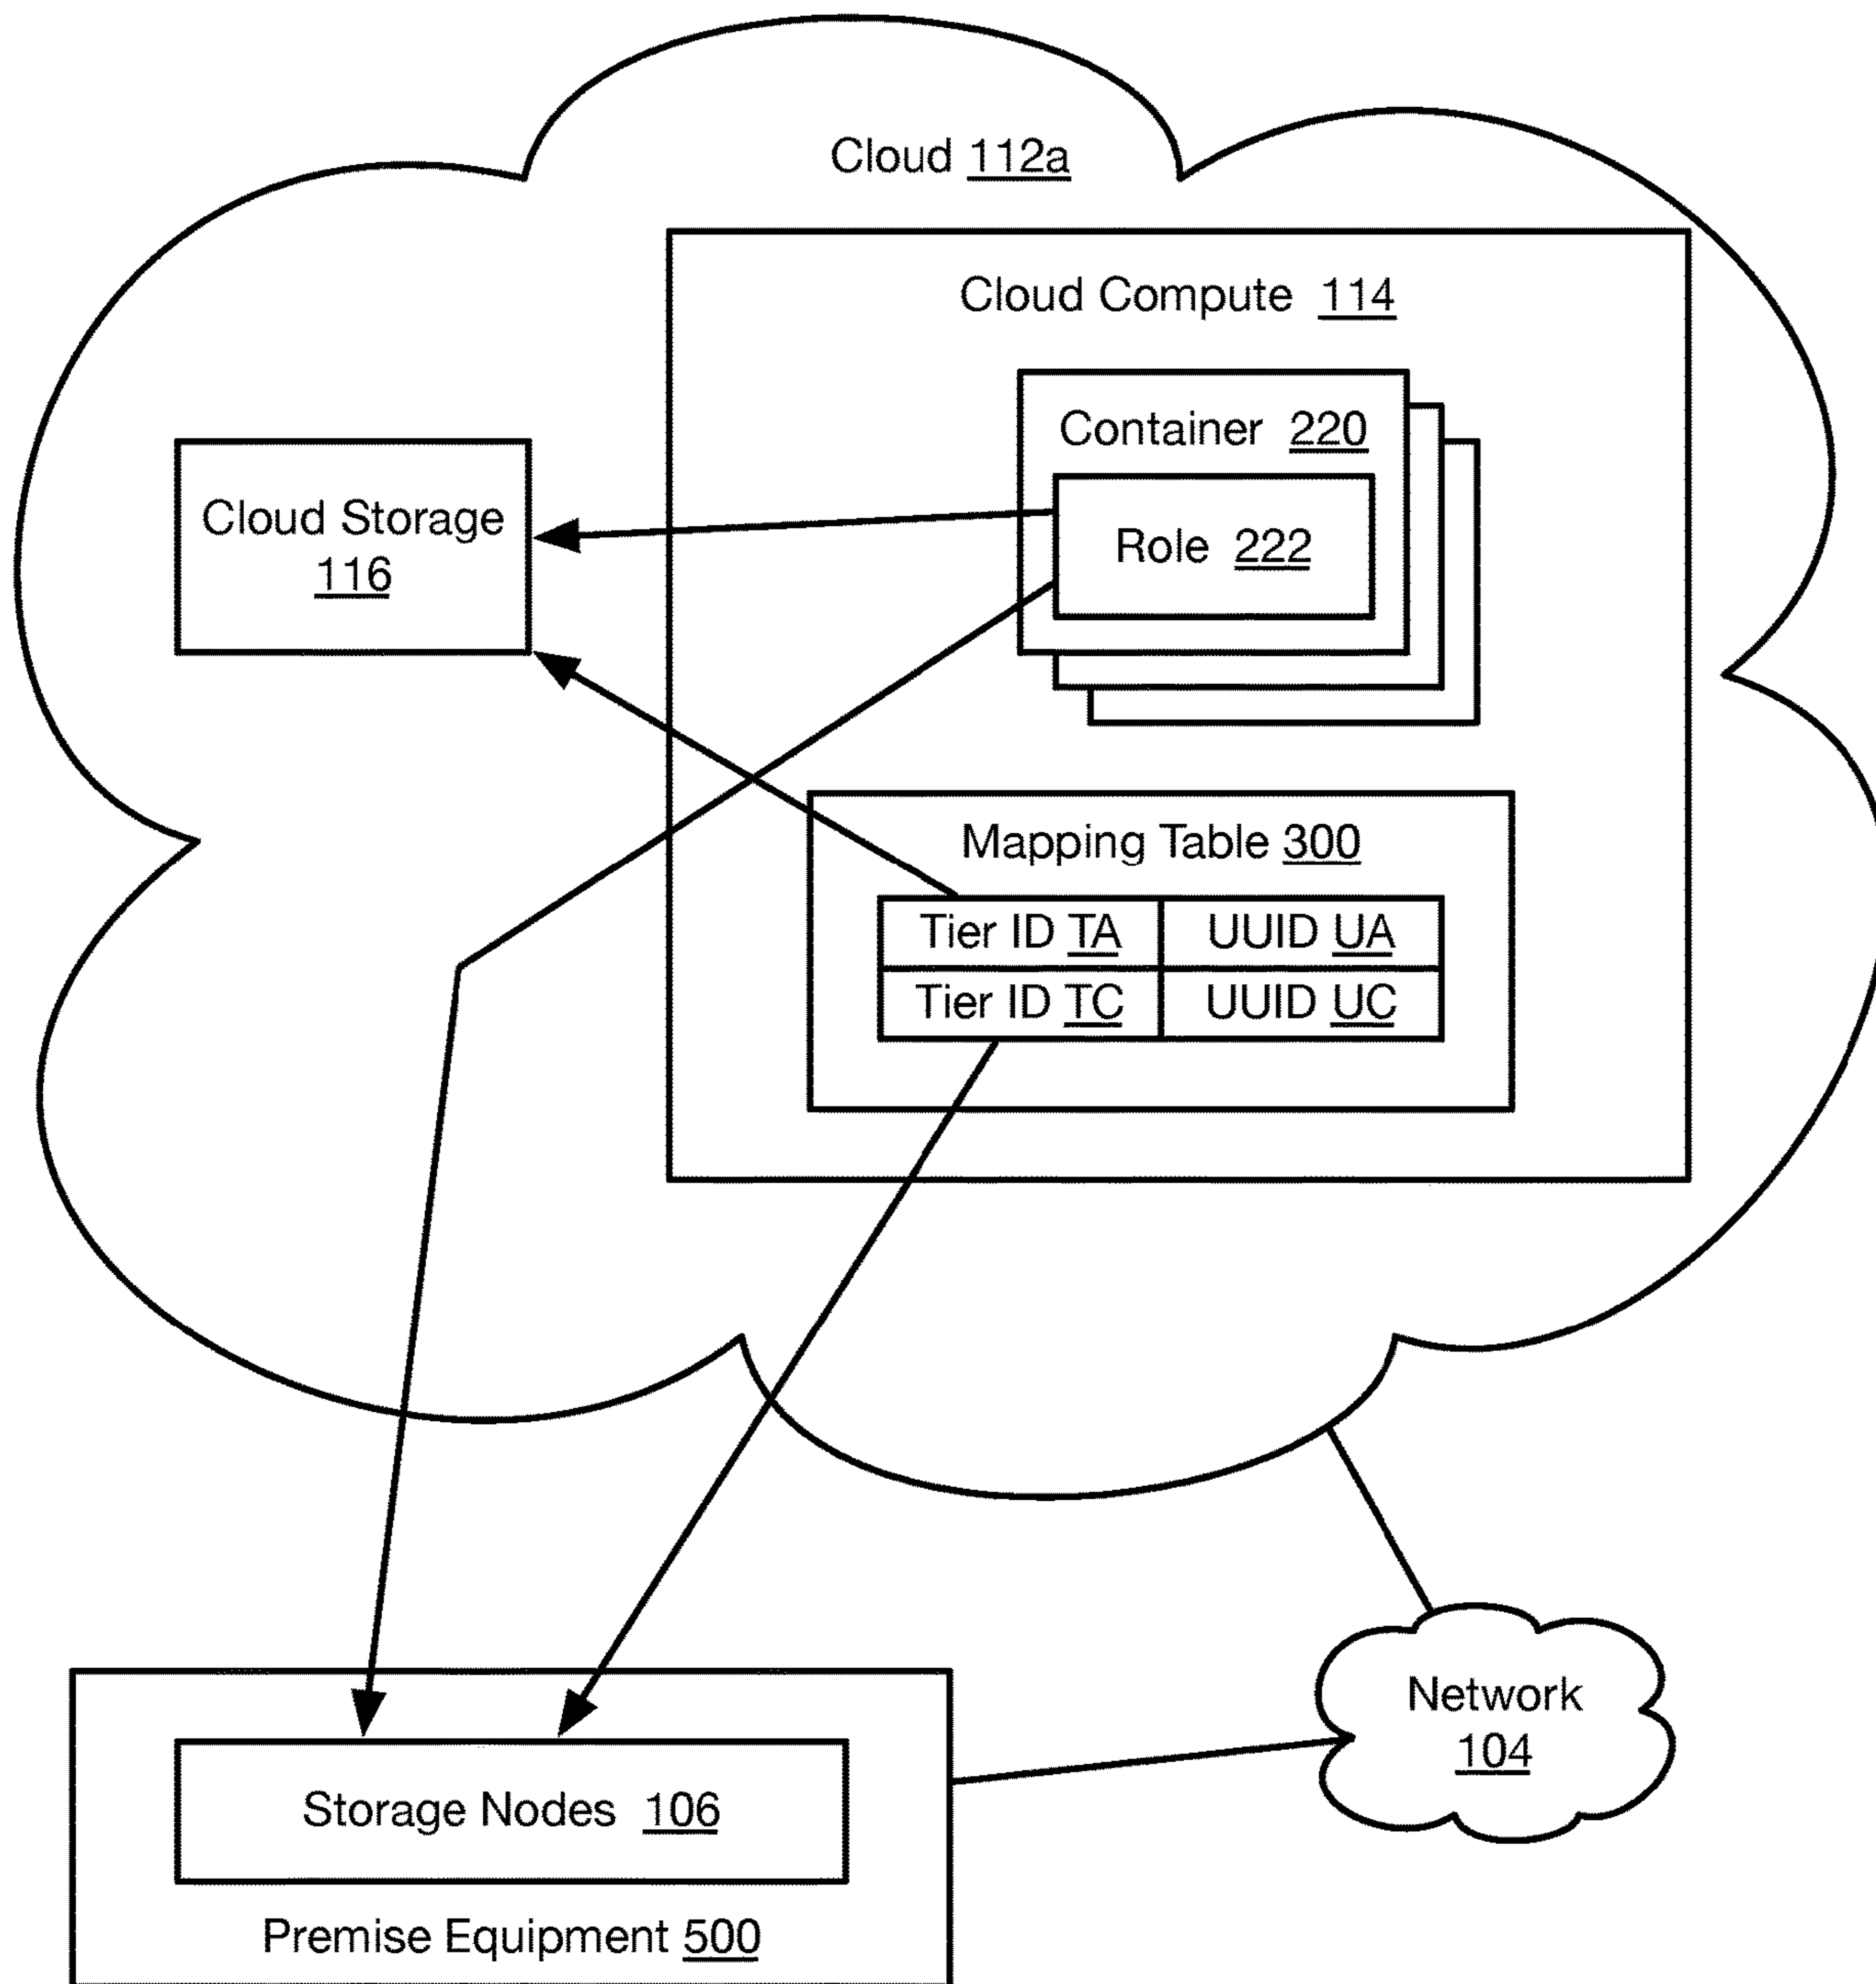 Cloud 112a
Cloud Compute 114
Container 220
Cloud Storage
116
Role 222
Mapping Table 300
Tier ID TA UUID UA
Tier ID TC UUID UC
Network
104
Storage Nodes 106
Premise Equipment 500